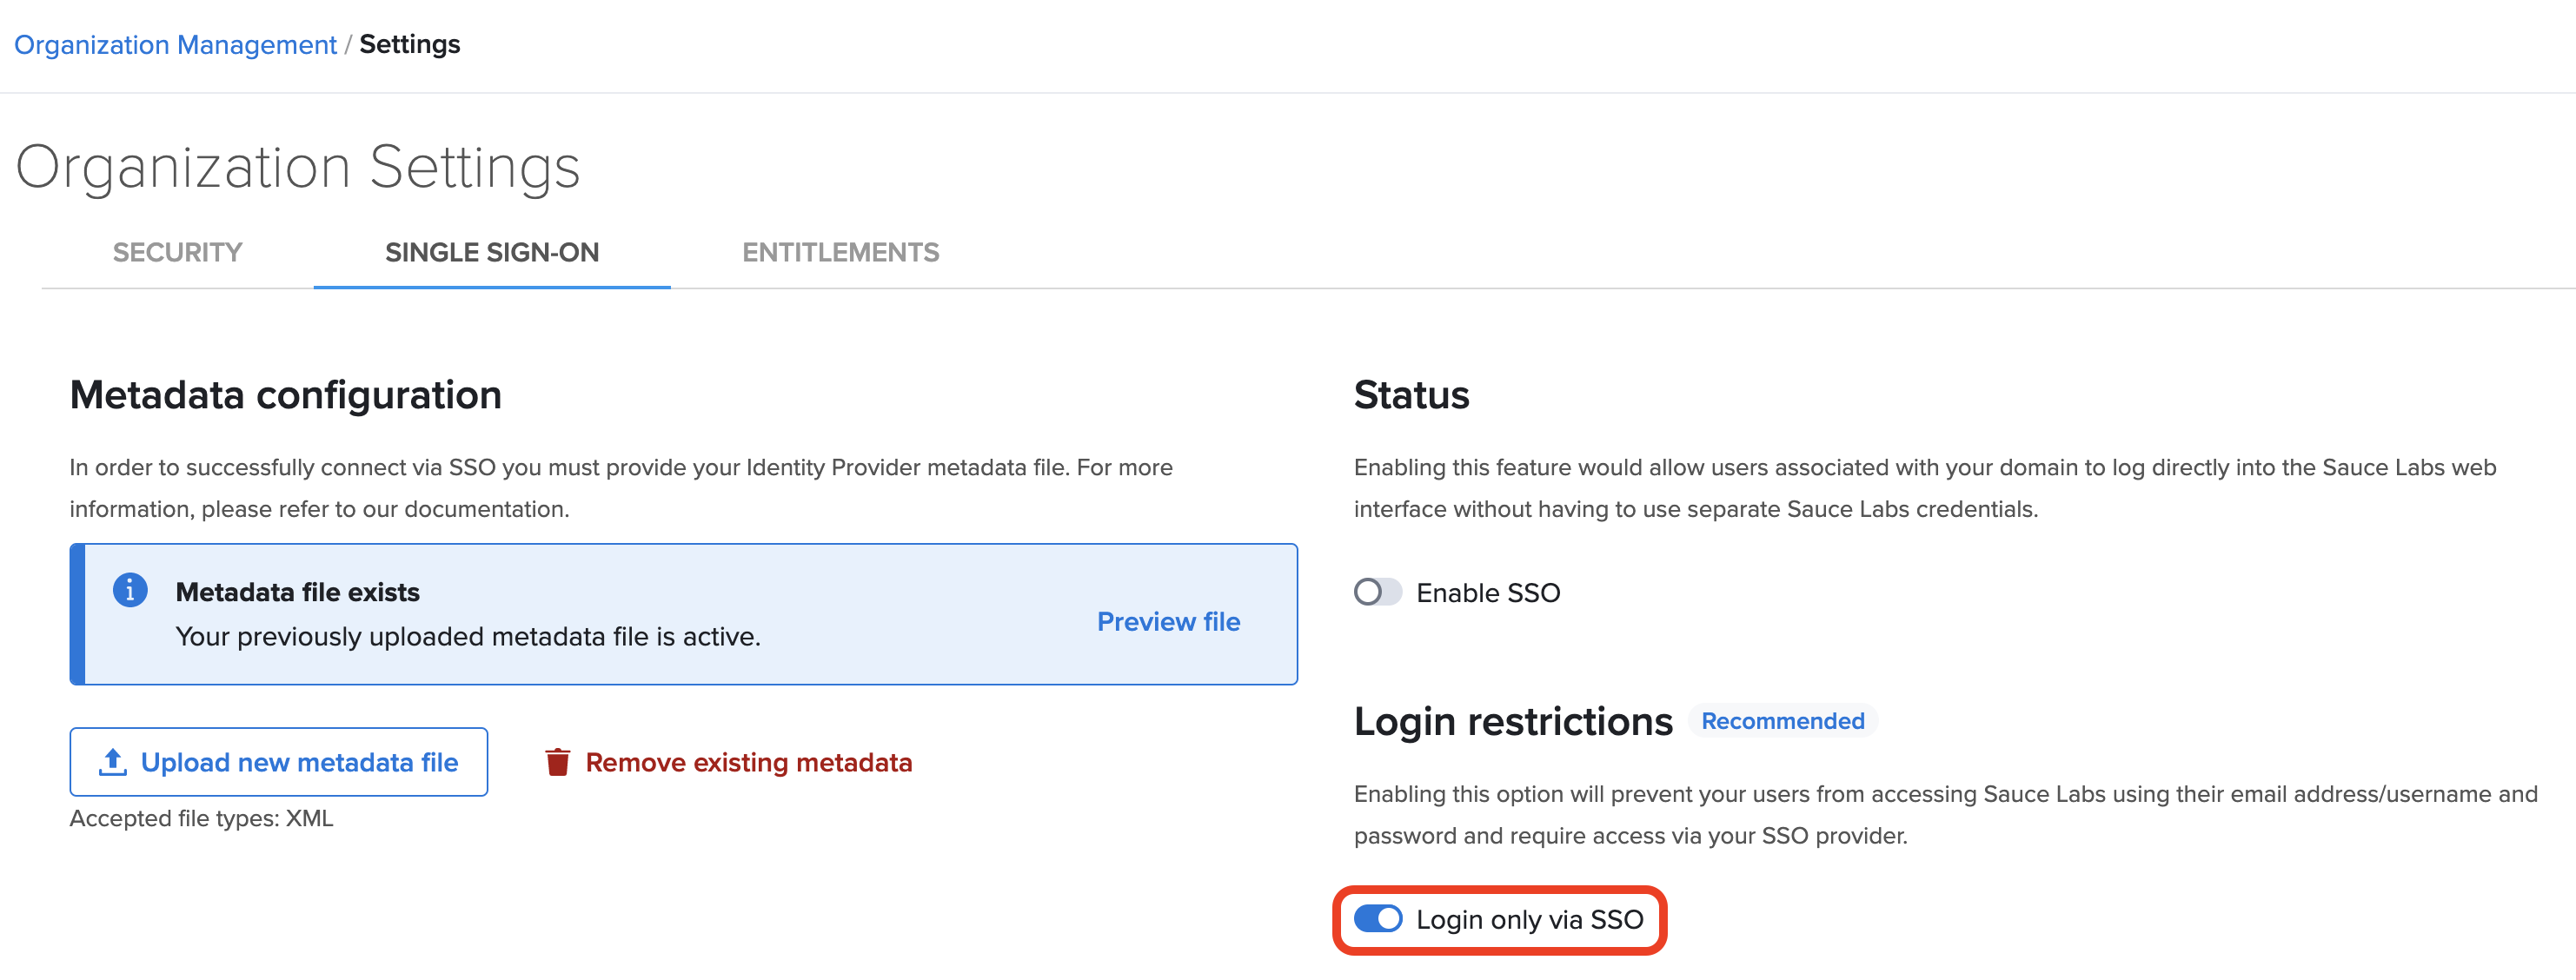 Organization Management / Settings
Organization Settings
SECURITY
SINGLE SIGN-ON
ENTITLEMENTS
Metadata configuration
In order to successfully connect via SSO you must provide your Identity Provider metadata file. For more
information, please refer to our documentation.
Metadata file exists
Your previously uploaded metadata file is active.
Preview file
Upload new metadata file
Remove existing metadata
Accepted file types: XML
Status
Enabling this feature would allow users associated with your domain to log directly into the Sauce Labs web
interface without having to use separate Sauce Labs credentials.
Enable SSO
Login restrictions
Recommended
Enabling this option will prevent your users from accessing Sauce Labs using their email address/username and
password and require access via your SSO provider.
Login only via SSO